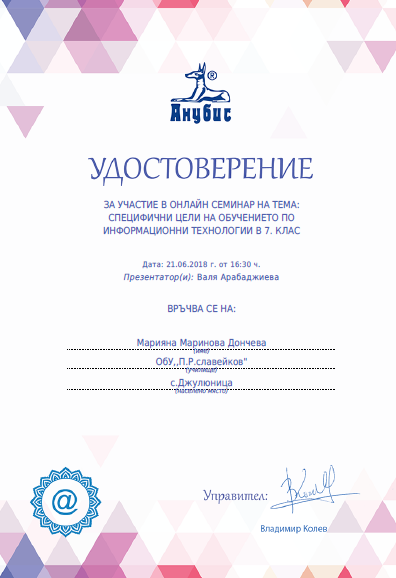 ®
Анубис
УДОСТОВЕРЕНИЕ
ЗА УЧАСТИЕ В ОНЛАЙН СЕМИНАР НА ТЕМА:
СПЕЦИФИЧНИ ЦЕЛИ НА ОБУЧЕНИЕТО ПО
ИНФОРМАЦИОННИ ТЕХНОЛОГИИ В 7. КЛАС
Дата: 21.06.2018 г. от 16:30 ч.
Презентатор(и): Валя Арабаджиева
ВРЪЧВА СЕ НА:
Марияна Маринова Дончева
(име)
ОбУ,,П.Р.славейков"
(училище)
с.Джулюница
(населено място)
@
Управител:
Владимир Колев